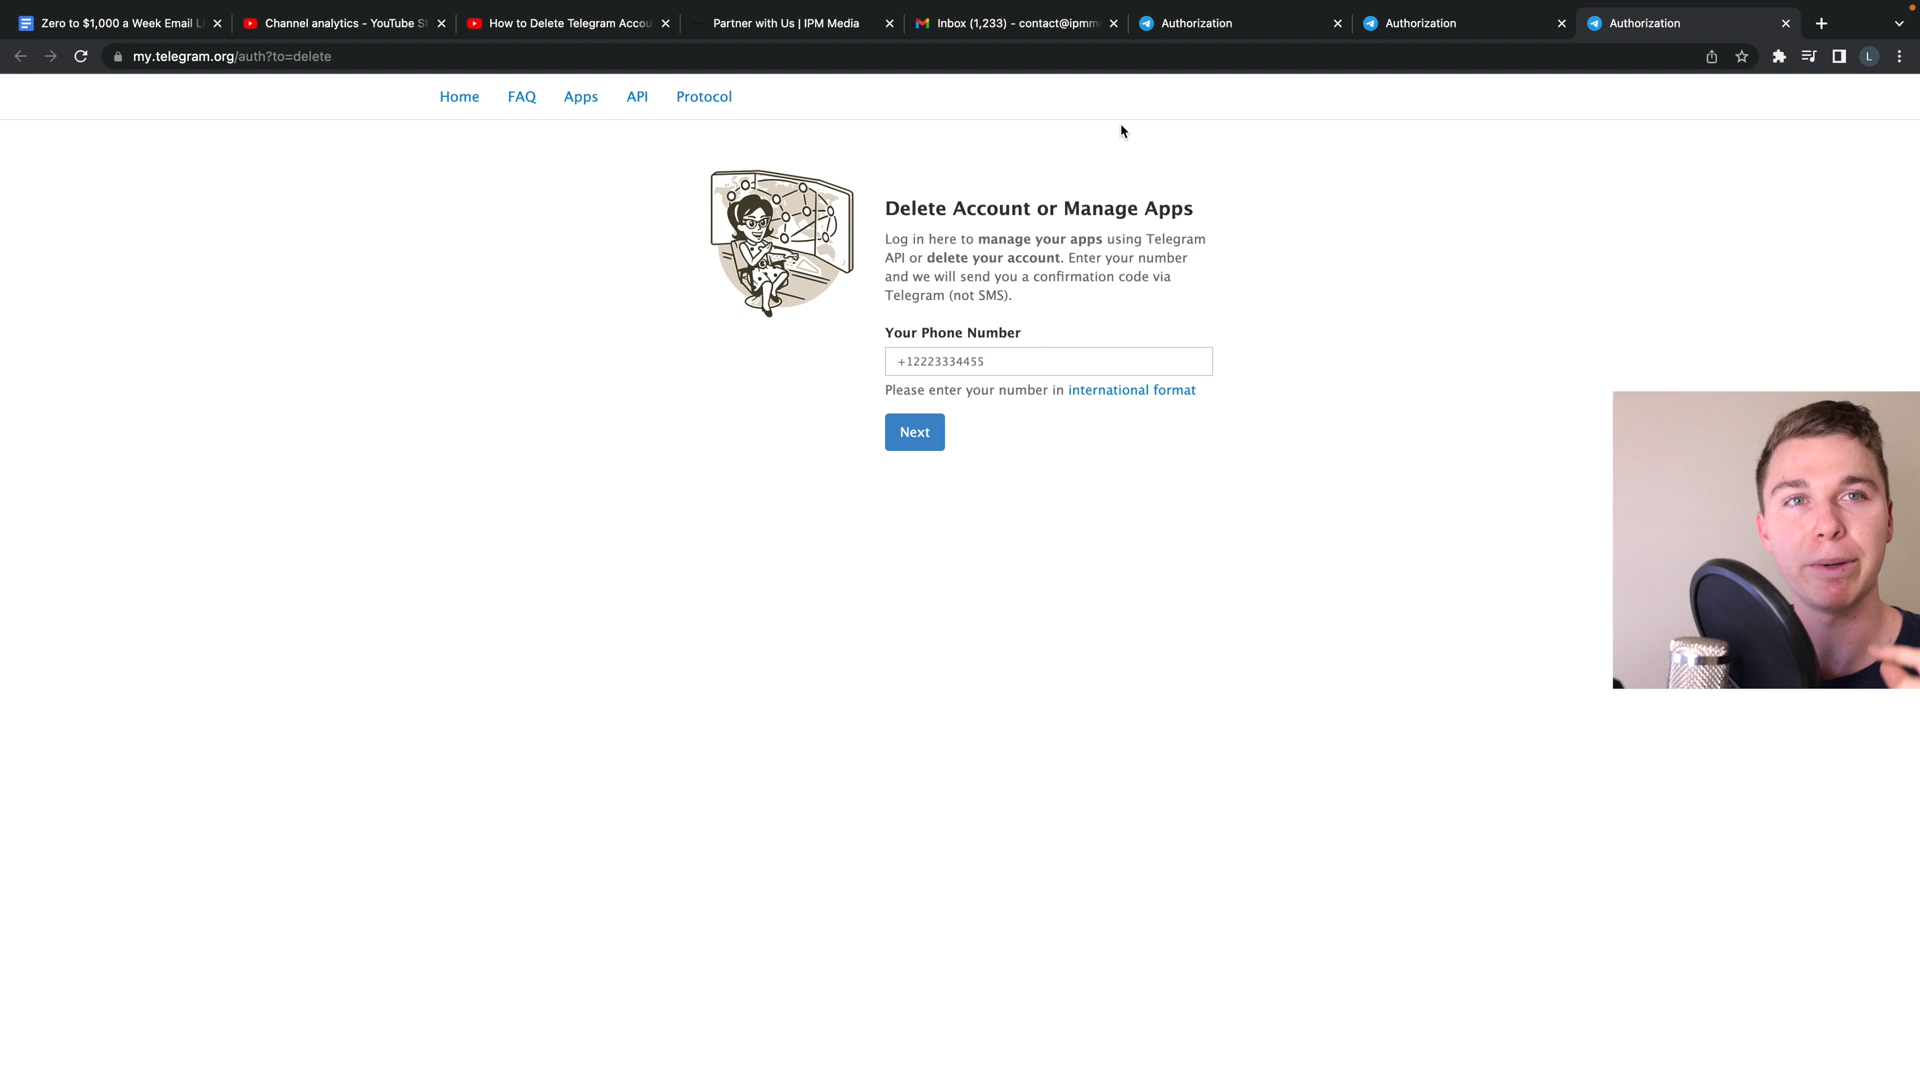 Zero to $1,000 a Week Email Li
Channel analytics - YouTube St
How to Delete Telegram Accou
Partner with Us | IPM Media
Inbox (1,233) - contact@ipmm
Authorization
Authorization
Authorization
my.telegram.org/auth?to=delete
L
Home
FAQ
Apps
API
Protocol
Delete Account or Manage Apps
Log in here to manage your apps using Telegram
API or delete your account. Enter your number
and we will send you a confirmation code via
Telegram (not SMS).
Your Phone Number
+12223334455
Please enter your number in international format
Next